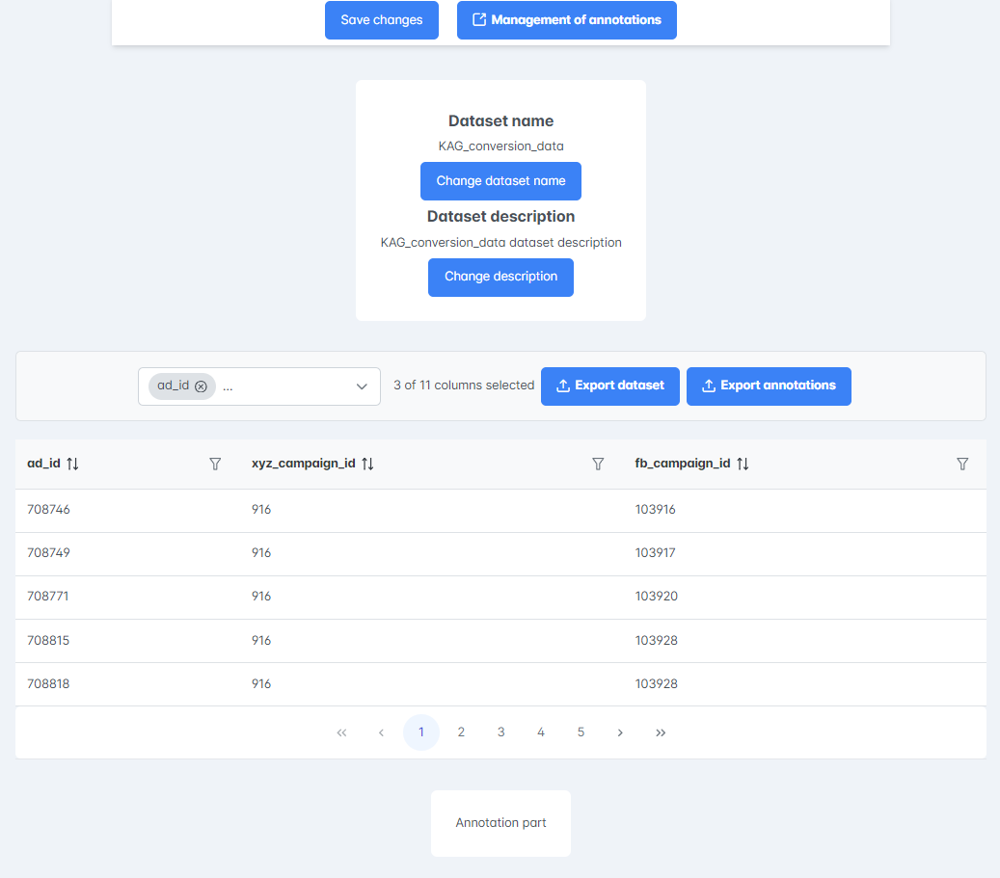 Save changes Management of annotations
Dataset name
KAG_conversion_data
Change dataset name
Dataset description
KAG_conversion_data dataset description
Change description
ad_id ... 3 of 11 columns selected Export dataset Export annotations
ad_id xyz_campaign_id fb_campaign_id
708746 916 103916
708749 916 103917
708771 916 103920
708815 916 103928
708818 916 103928
« ‹ 1 2 3 4 5 › »
Annotation part